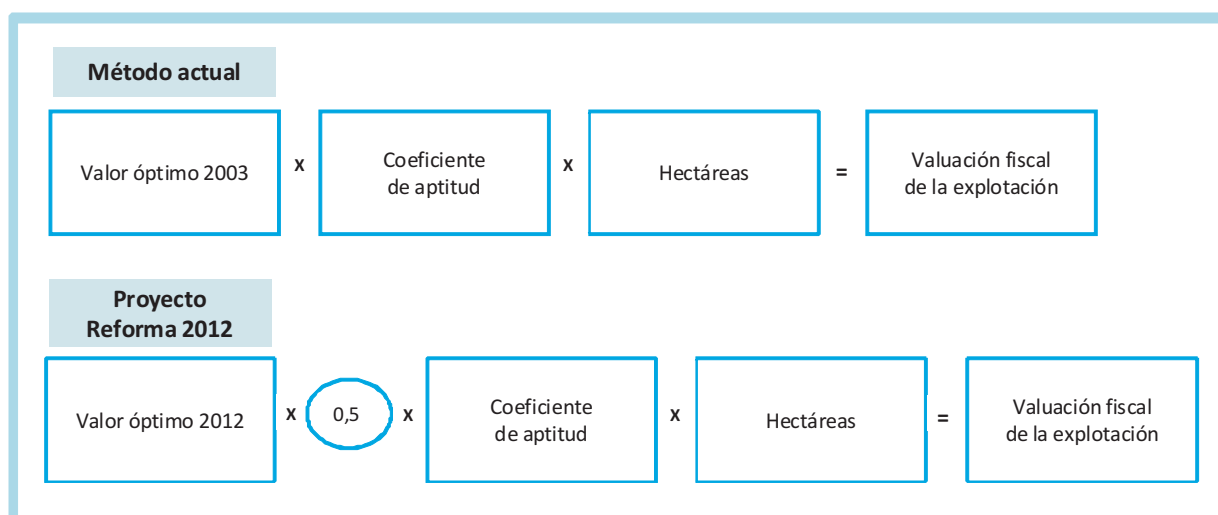 Método actual
Valor óptimo 2003
x
Coeficiente
de aptitud
x
Hectáreas
=
Valuación fiscal
de la explotación
Proyecto
Reforma 2012
Valor óptimo 2012
x
0,5
x
Coeficiente
de aptitud
x
Hectáreas
=
Valuación fiscal
de la explotación